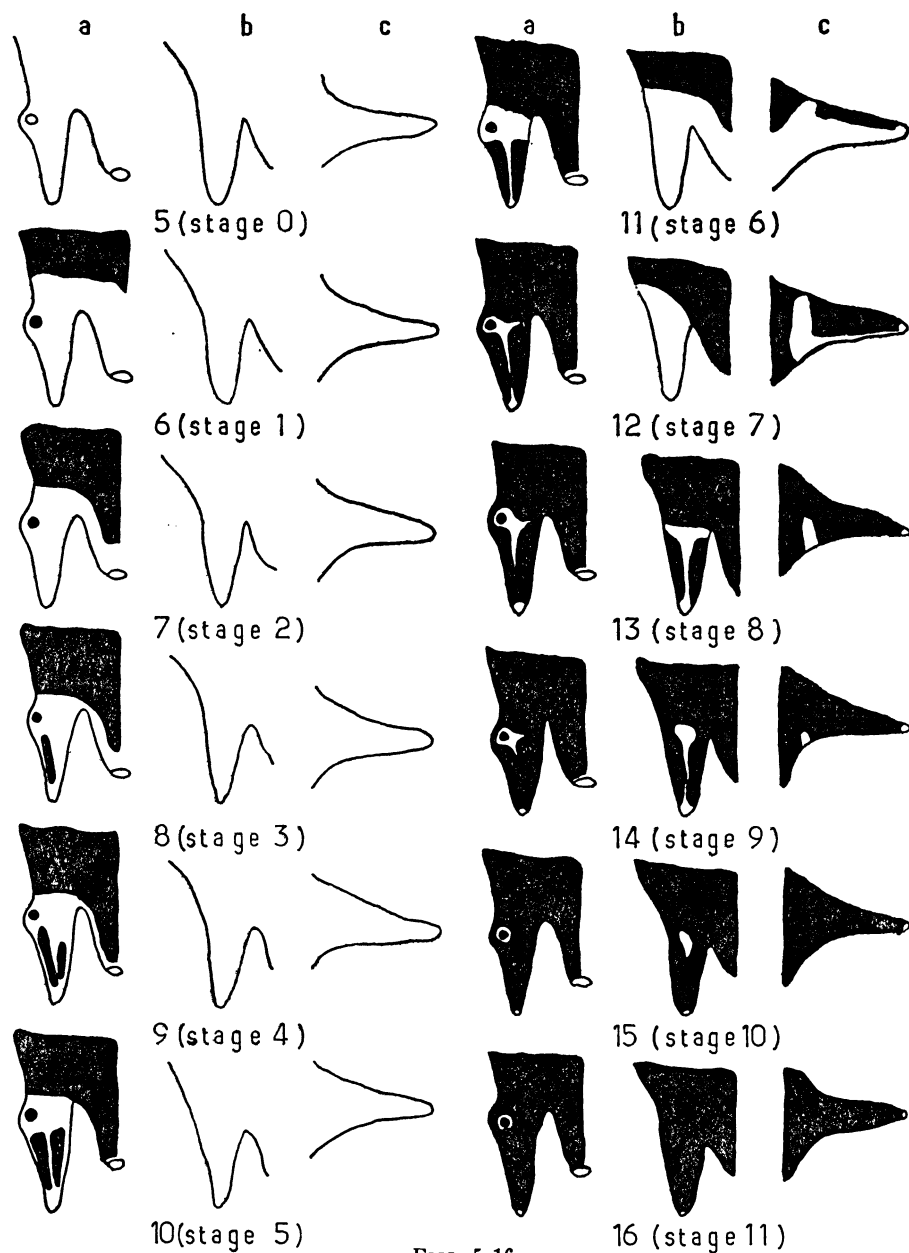 a b c a b c
5 (stage 0) 11 (stage 6)
6 (stage 1) 12 (stage 7)
7 (stage 2) 13 (stage 8)
8 (stage 3) 14 (stage 9)
9 (stage 4) 15 (stage 10)
10 (stage 5) 16 (stage 11)